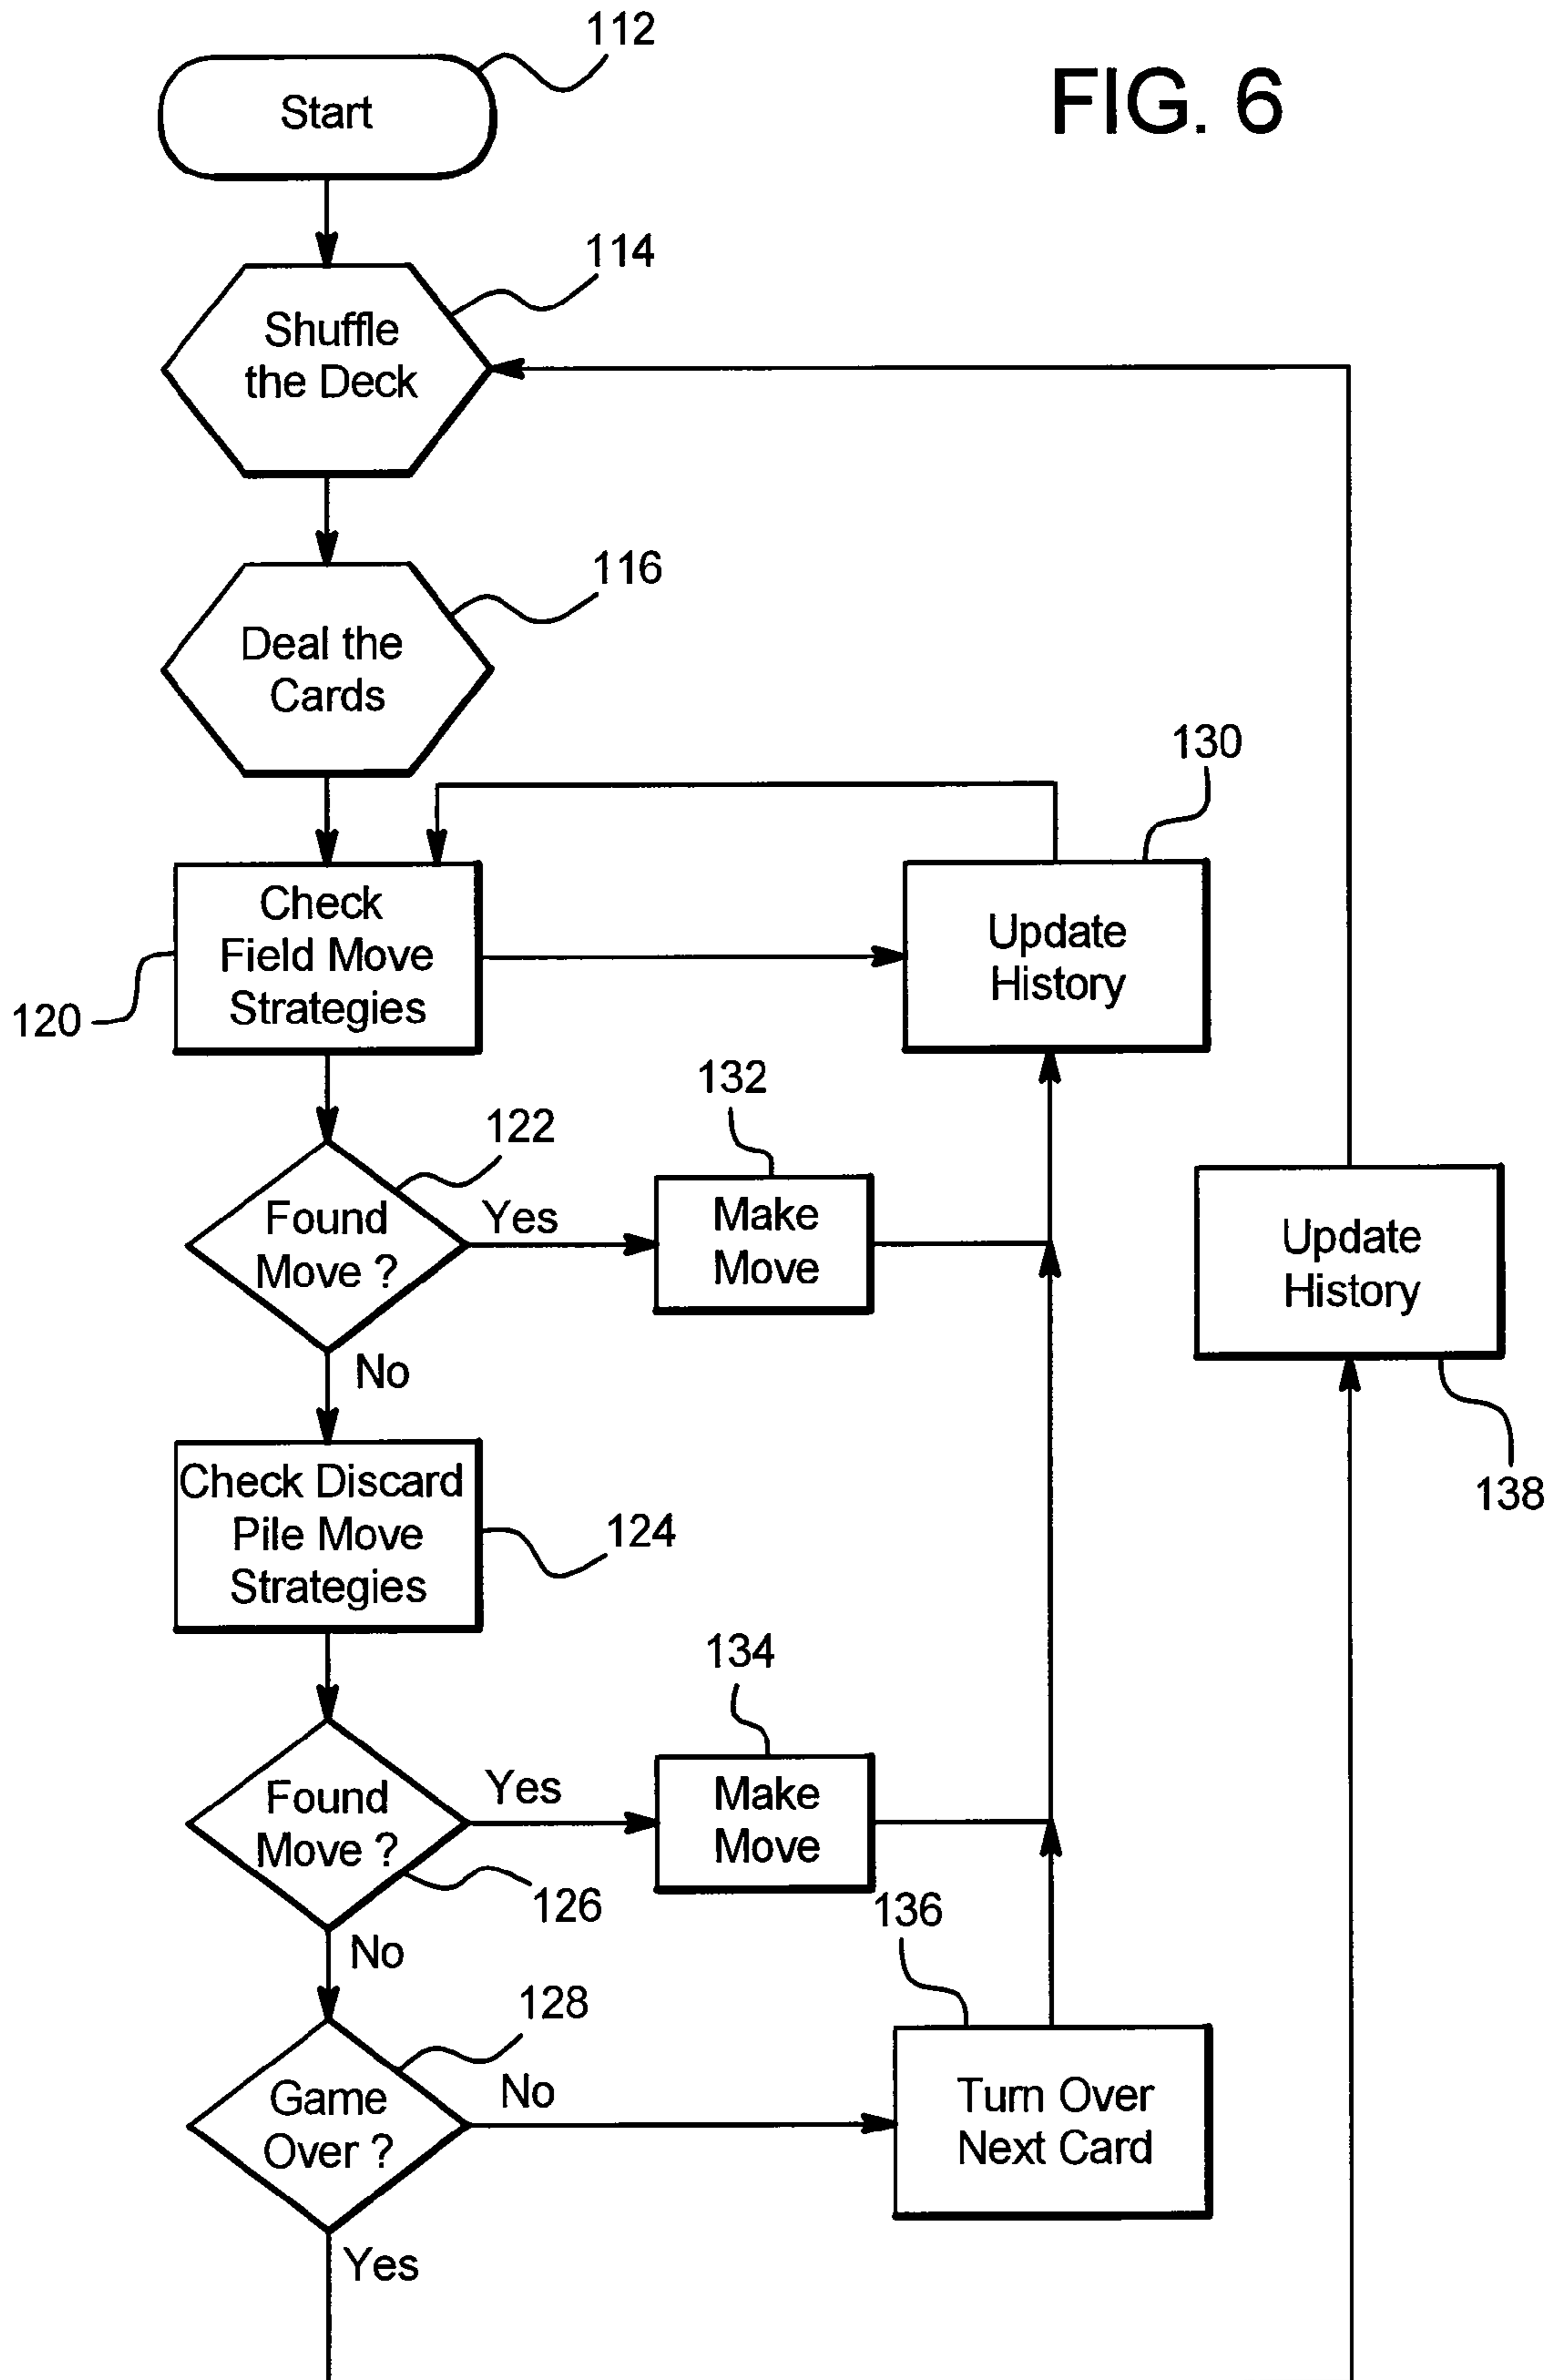 112
FIG. 6
Start
114
Shuffle
the Deck
116
Deal the
Cards
130
Check
Field Move
Strategies
120
Update
History
132
122
Found
Move ?
Yes
Make
Move
Update
History
No
138
Check Discard
Pile Move
Strategies
124
134
Found
Move ?
Yes
Make
Move
126
136
No
128
Game
Over ?
No
Turn Over
Next Card
Yes